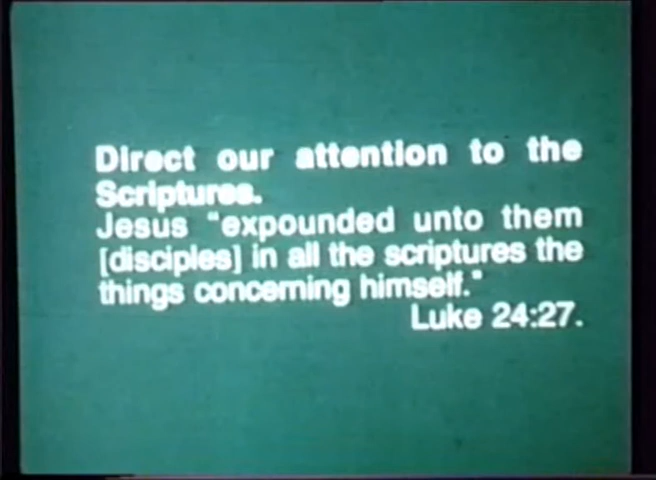 Direct our attention to the
Scriptures.
Jesus "expounded unto them
[disciples] in all the scriptures the
things concerning himself."
Luke 24:27.